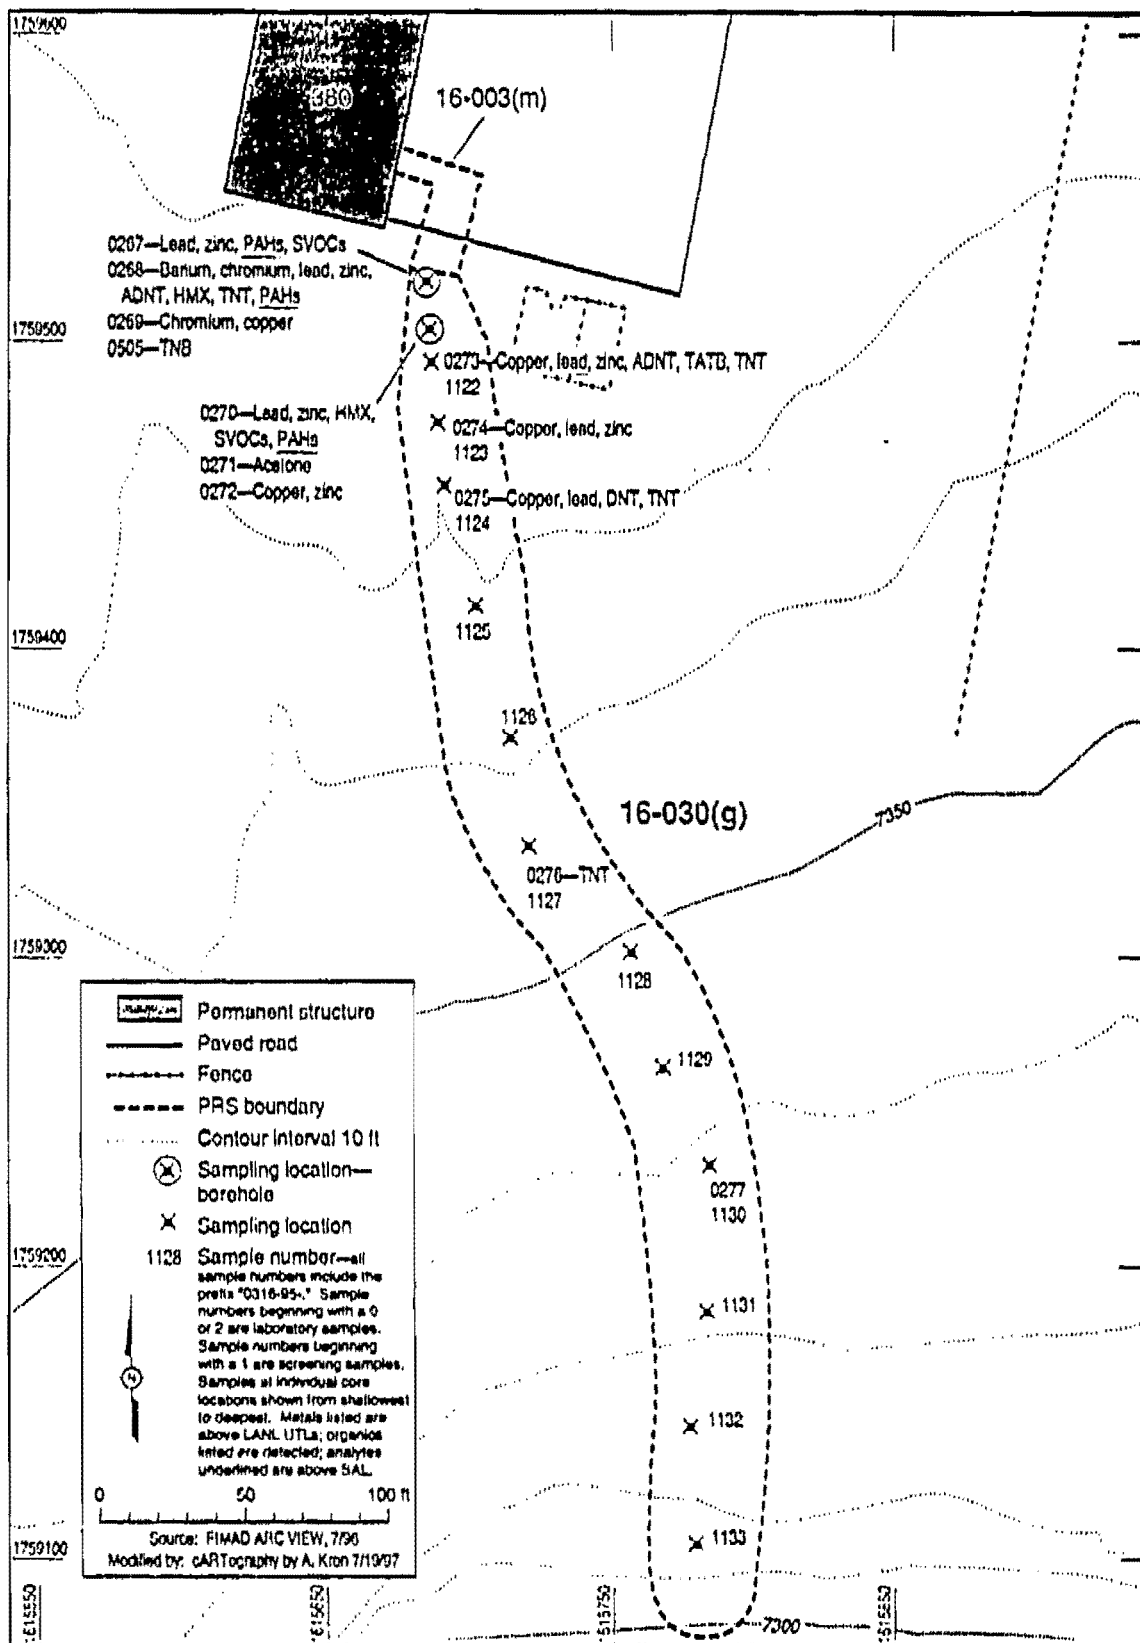 1759600
380
16-003(m)
0267—Lead, zinc, PAHs, SVOCs
0268—Barium, chromium, lead, zinc,
ADNT, HMX, TNT, PAHs
0269—Chromium, copper
0505—TNB
1759500
0273—Copper, lead, zinc, ADNT, TATB, TNT
1122
0270—Lead, zinc, HMX,
SVOCs, PAHs
0271—Acetone
0272—Copper, zinc
0274—Copper, lead, zinc
1123
0275—Copper, lead, DNT, TNT
1124
1125
1759400
1126
16-030(g)
7350
0276—TNT
1127
1759300
1128
1129
0277
1130
1131
1132
1133
Permanent structure
Paved road
Fence
PRS boundary
Contour interval 10 ft
Sampling location—
borehole
Sampling location
1128 Sample number—all
sample numbers include the
prefix "0316-95-." Sample
numbers beginning with a 0
or 2 are laboratory samples.
Sample numbers beginning
with a 1 are screening samples.
Samples at individual core
locations shown from shallowest
to deepest. Metals listed are
above LANL UTLs; organics
listed are detected; analytes
underlined are above SAL.
1759200
N
0 50 100 ft
Source: FIMAD ARC VIEW, 7/96
Modified by: cARTography by A. Kron 7/19/97
1759100
1615550
1615650
1615750
1615850
7300